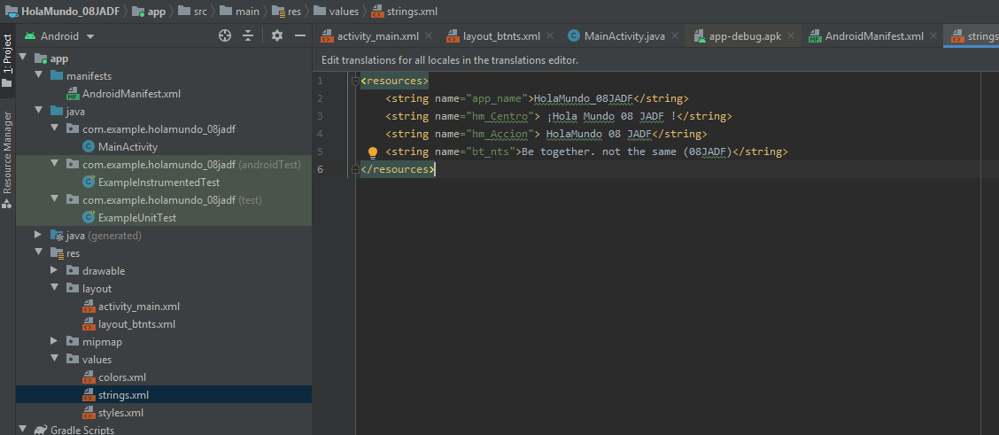 HolaMundo_08JADF app src main res values strings.xml
Android
activity_main.xml layout_btnts.xml MainActivity.java app-debug.apk AndroidManifest.xml strings
1: Project
Resource Manager
Edit translations for all locales in the translations editor.
app
manifests
AndroidManifest.xml
java
com.example.holamundo_08jadf
MainActivity
com.example.holamundo_08jadf (androidTest)
ExampleInstrumentedTest
com.example.holamundo_08jadf (test)
ExampleUnitTest
java (generated)
res
drawable
layout
activity_main.xml
layout_btnts.xml
mipmap
values
colors.xml
strings.xml
styles.xml
Gradle Scripts
1 <resources>
2 <string name="app_name">HolaMundo_08JADF</string>
3 <string name="hm_Centro"> ¡Hola Mundo 08 JADF !</string>
4 <string name="hm_Accion"> HolaMundo 08 JADF</string>
5 <string name="bt_nts">Be together. not the same (08JADF)</string>
6 </resources>